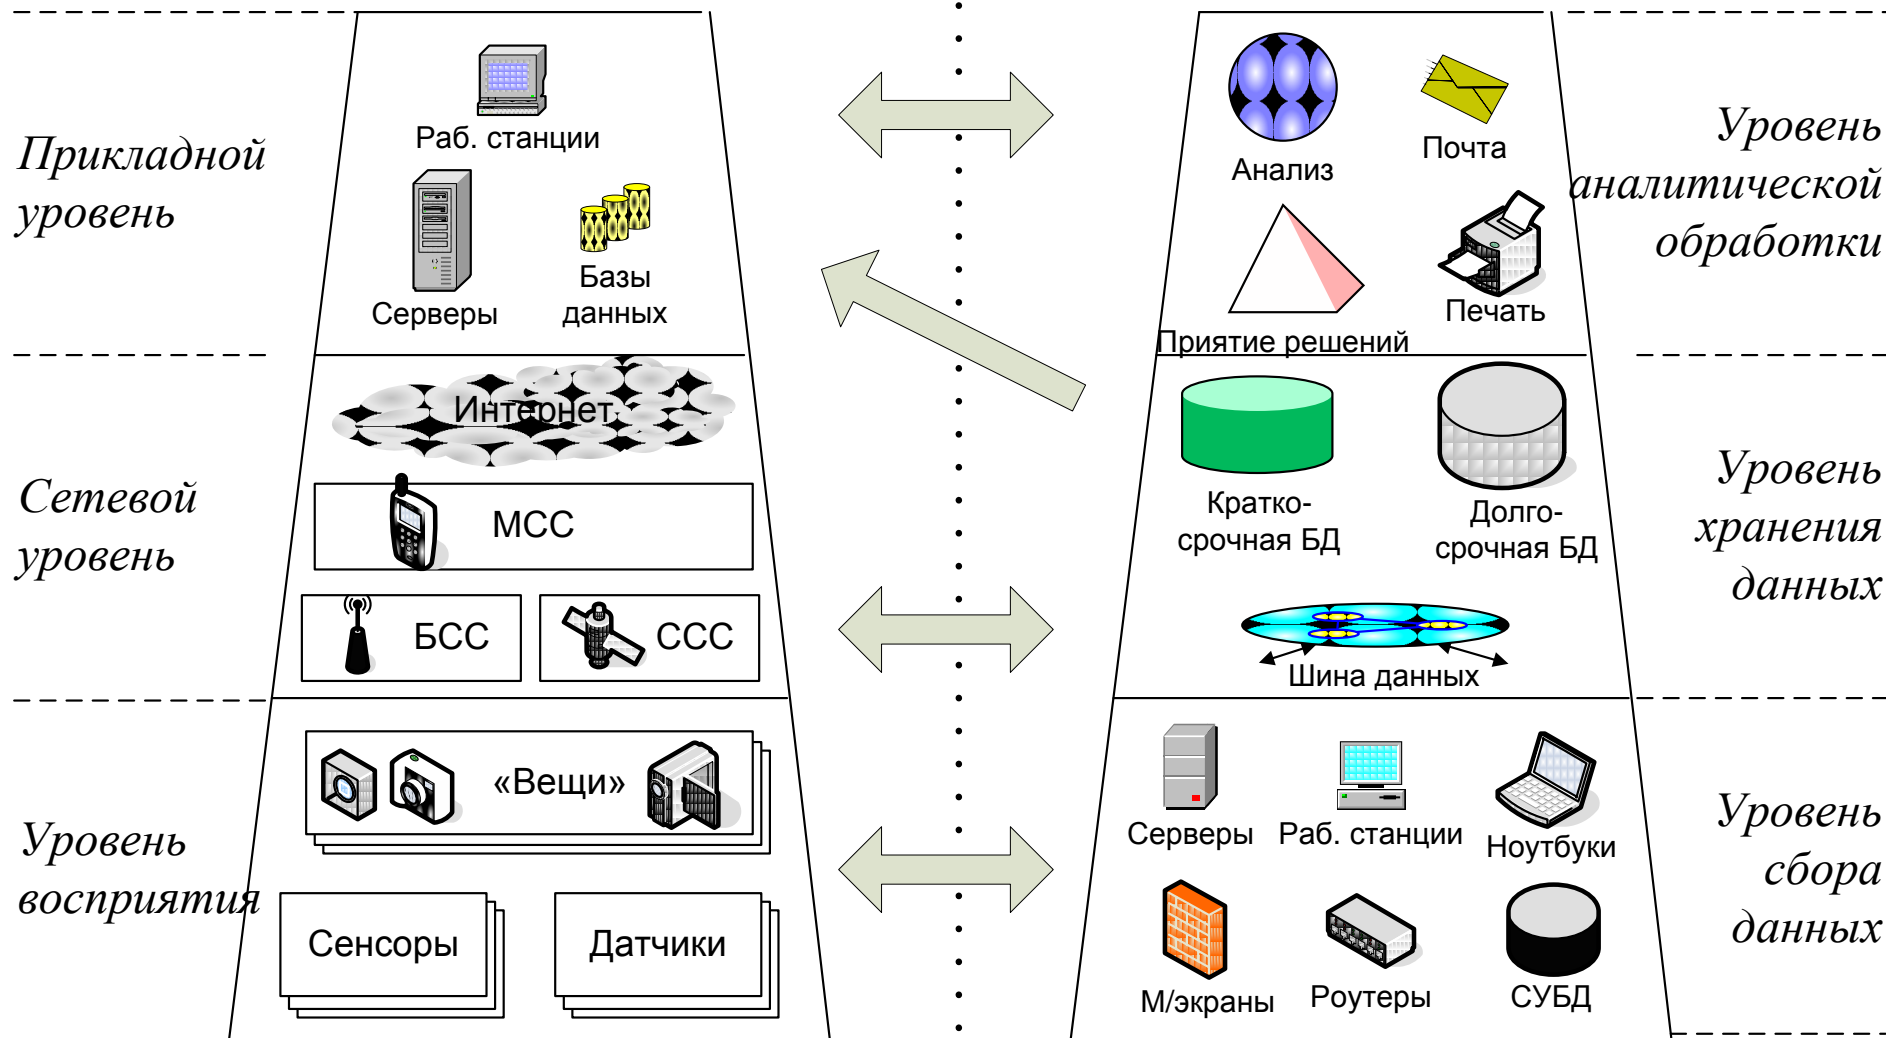 Прикладной
уровень
Раб. станции
Серверы
Базы
данных
Сетевой
уровень
Интернет
МСС
БСС
ССС
Уровень
восприятия
«Вещи»
Сенсоры
Датчики
Анализ
Почта
Приятие решений
Печать
Уровень
аналитической
обработки
Кратко-
срочная БД
Долго-
срочная БД
Шина данных
Уровень
хранения
данных
Серверы
Раб. станции
Ноутбуки
М/экраны
Роутеры
СУБД
Уровень
сбора
данных